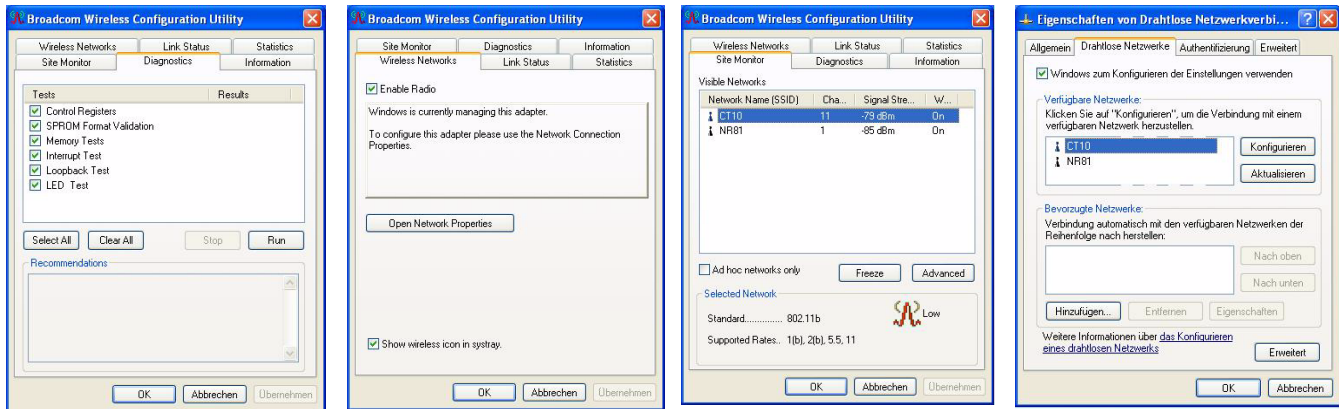 Broadcom Wireless Configuration Utility
Wireless Networks Link Status Statistics
Site Monitor Diagnostics Information
Tests Results
Control Registers
SPROM Format Validation
Memory Tests
Interrupt Test
Loopback Test
LED Test
Select All Clear All Stop Run
Recommendations
OK Abbrechen Übernehmen
Broadcom Wireless Configuration Utility
Site Monitor Diagnostics Information
Wireless Networks Link Status Statistics
Enable Radio
Windows is currently managing this adapter.
To configure this adapter please use the Network Connection
Properties.
Open Network Properties
Show wireless icon in systray.
OK Abbrechen Übernehmen
Broadcom Wireless Configuration Utility
Wireless Networks Link Status Statistics
Site Monitor Diagnostics Information
Visible Networks
Network Name (SSID) Cha... Signal Stre... W...
CT10 11 -79 dBm On
NR81 1 -85 dBm On
Ad hoc networks only Freeze Advanced
Selected Network
Standard............... 802.11b
Low
Supported Rates.. 1(b), 2(b), 5.5, 11
OK Abbrechen Übernehmen
Eigenschaften von Drahtlose Netzwerkverbi...
Allgemein Drahtlose Netzwerke Authentifizierung Erweitert
Windows zum Konfigurieren der Einstellungen verwenden
Verfügbare Netzwerke:
Klicken Sie auf "Konfigurieren", um die Verbindung mit einem
verfügbaren Netzwerk herzustellen.
CT10
NR81
Konfigurieren
Aktualisieren
Bevorzugte Netzwerke:
Verbindung automatisch mit den verfügbaren Netzwerken der
Reihenfolge nach herstellen:
Nach oben
Nach unten
Hinzufügen... Entfernen Eigenschaften
Weitere Informationen über das Konfigurieren
eines drahtlosen Netzwerks
Erweitert
OK Abbrechen